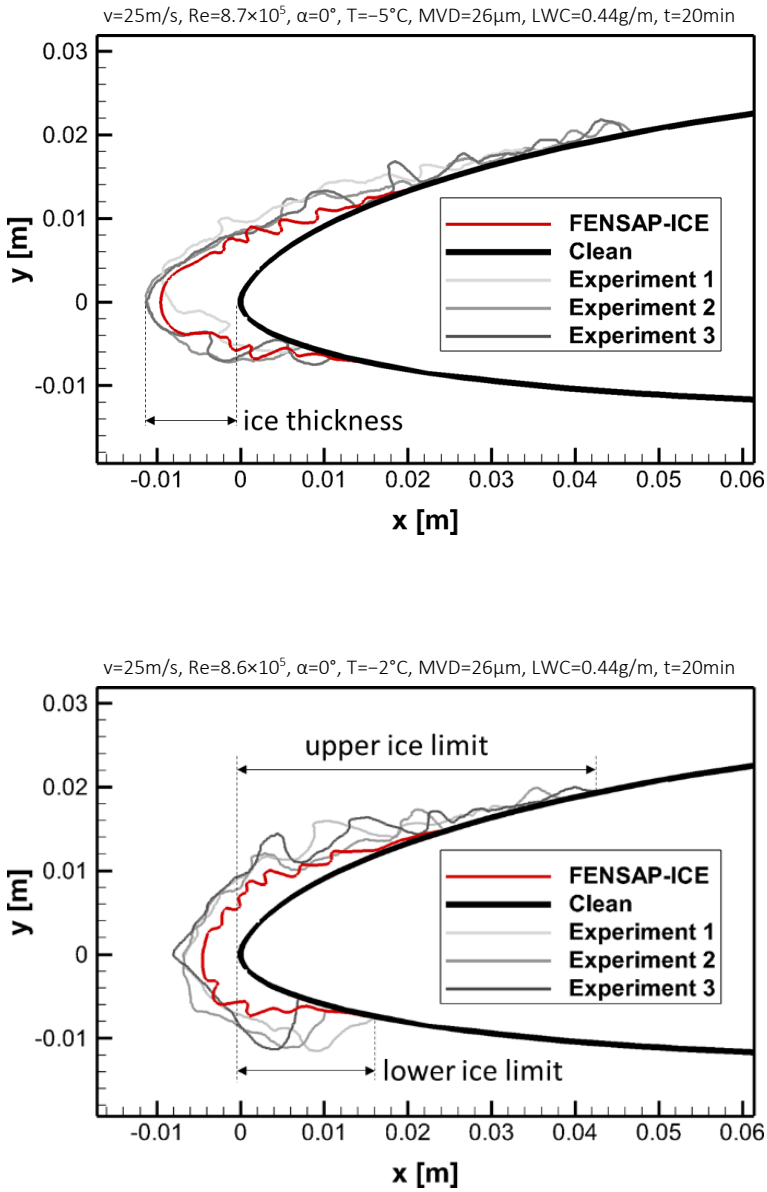 v=25m/s, Re=8.7×10⁵, α=0°, T=−5°C, MVD=26μm, LWC=0.44g/m, t=20min
0.03
0.02
0.01
0
-0.01
y [m]
FENSAP-ICE
Clean
Experiment 1
Experiment 2
Experiment 3
ice thickness
-0.01 0 0.01 0.02 0.03 0.04 0.05 0.06
x [m]
v=25m/s, Re=8.6×10⁵, α=0°, T=−2°C, MVD=26μm, LWC=0.44g/m, t=20min
0.03
0.02
0.01
0
-0.01
y [m]
upper ice limit
FENSAP-ICE
Clean
Experiment 1
Experiment 2
Experiment 3
lower ice limit
-0.01 0 0.01 0.02 0.03 0.04 0.05 0.06
x [m]